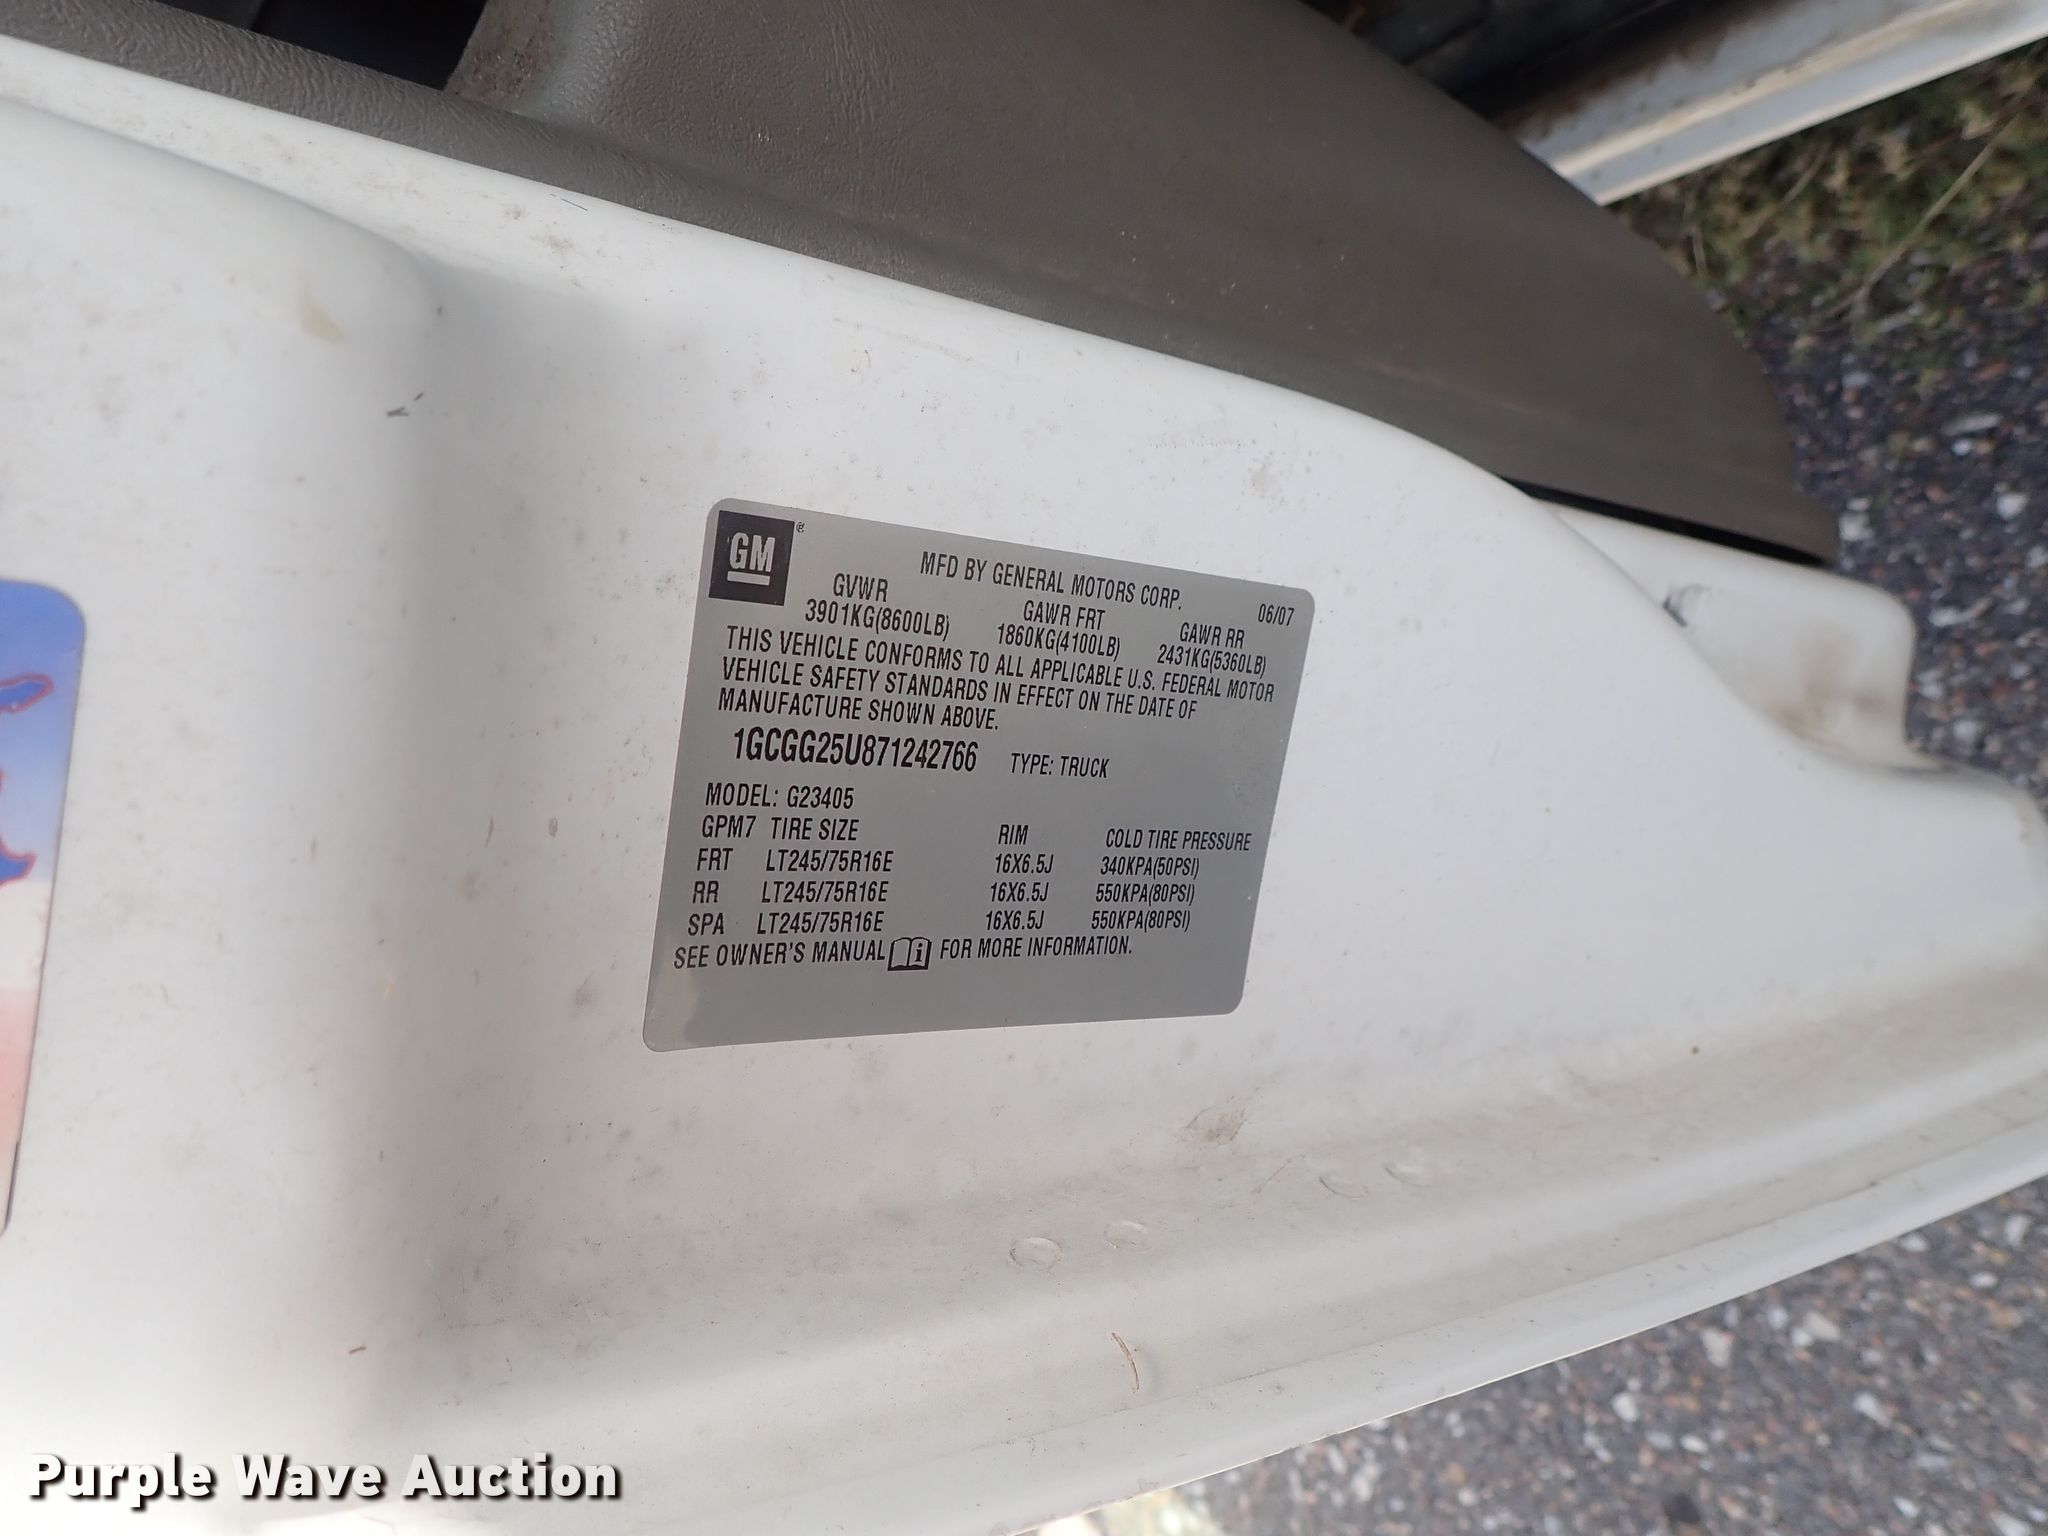 GM®
MFD BY GENERAL MOTORS CORP. 06/07
GVWR GAWR FRT GAWR RR
3901KG(8600LB) 1860KG(4100LB) 2431KG(5360LB)
THIS VEHICLE CONFORMS TO ALL APPLICABLE U.S. FEDERAL MOTOR
VEHICLE SAFETY STANDARDS IN EFFECT ON THE DATE OF
MANUFACTURE SHOWN ABOVE.
1GCGG25U871242766 TYPE: TRUCK
MODEL: G23405
GPM7 TIRE SIZE RIM COLD TIRE PRESSURE
FRT LT245/75R16E 16X6.5J 340KPA(50PSI)
RR LT245/75R16E 16X6.5J 550KPA(80PSI)
SPA LT245/75R16E 16X6.5J 550KPA(80PSI)
SEE OWNER'S MANUAL i FOR MORE INFORMATION.
Purple Wave Auction